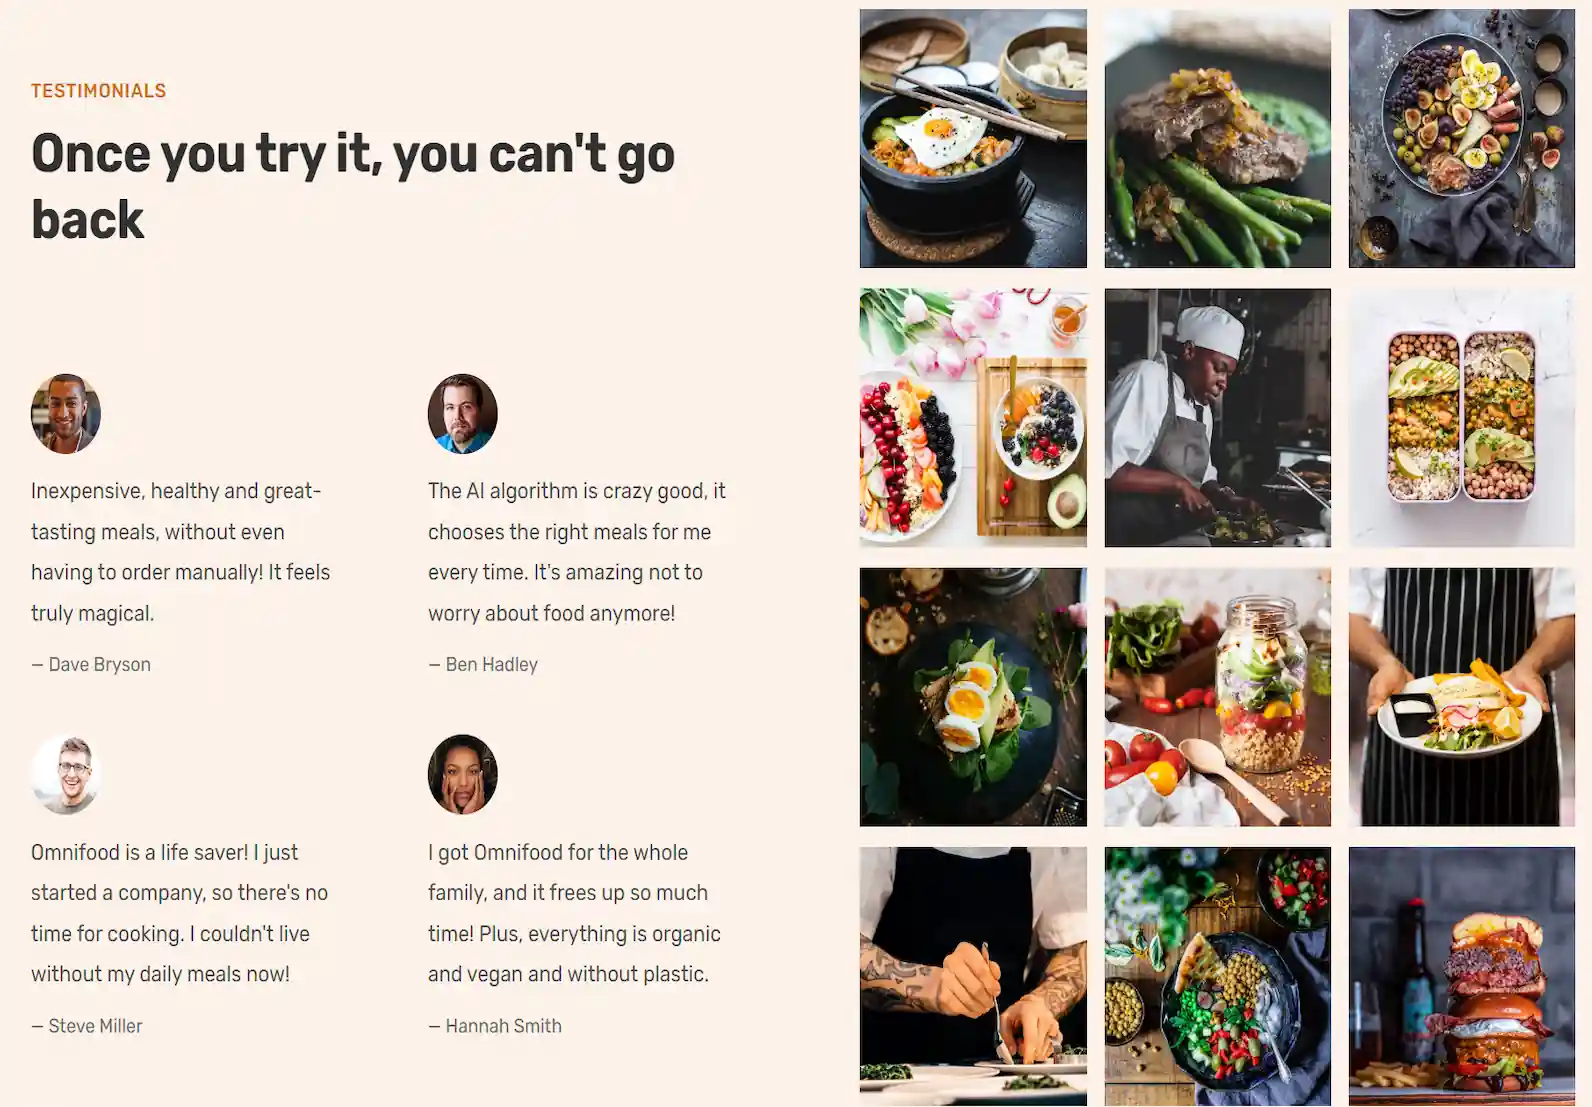 TESTIMONIALS
Once you try it, you can't go
back
Inexpensive, healthy and great-
tasting meals, without even
having to order manually! It feels
truly magical.
— Dave Bryson
The AI algorithm is crazy good, it
chooses the right meals for me
every time. It's amazing not to
worry about food anymore!
— Ben Hadley
Omnifood is a life saver! I just
started a company, so there's no
time for cooking. I couldn't live
without my daily meals now!
— Steve Miller
I got Omnifood for the whole
family, and it frees up so much
time! Plus, everything is organic
and vegan and without plastic.
— Hannah Smith